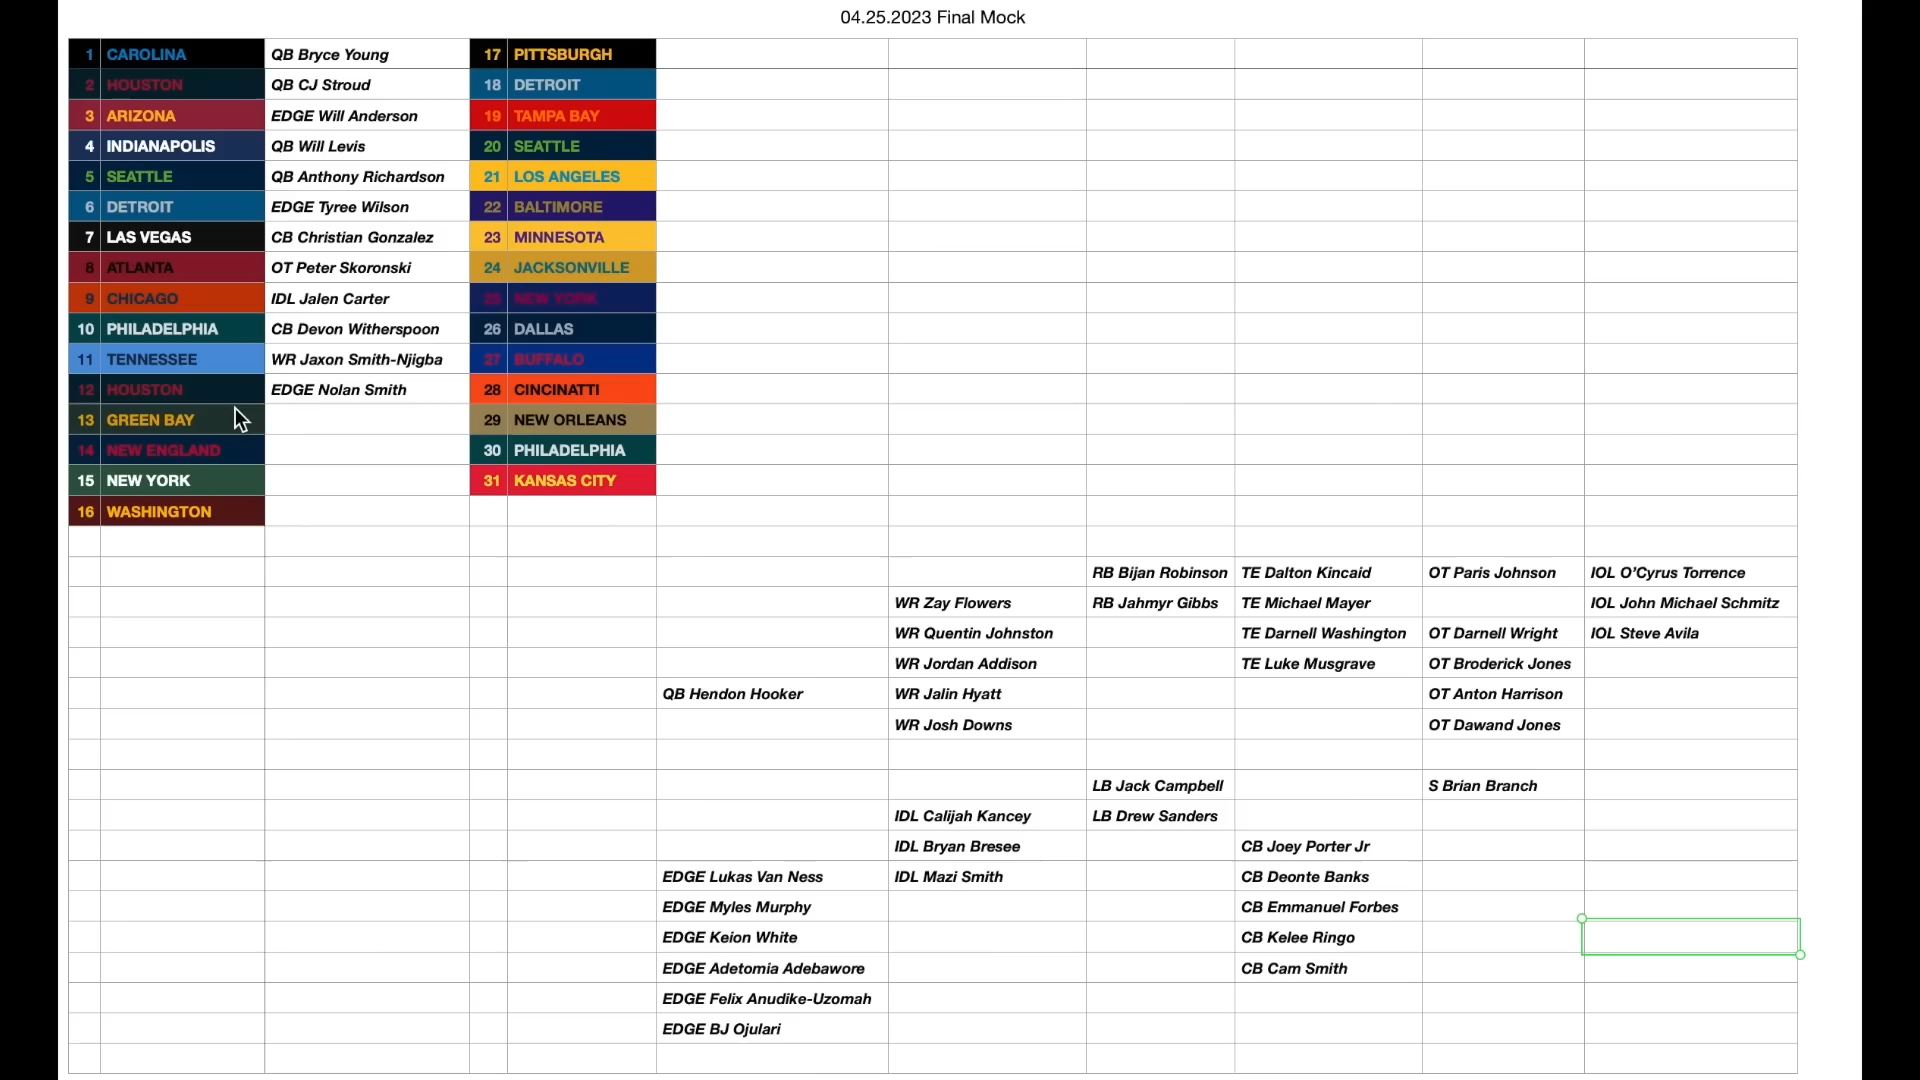 04.25.2023 Final Mock
1 CAROLINA QB Bryce Young 17 PITTSBURGH
2 HOUSTON QB CJ Stroud 18 DETROIT
3 ARIZONA EDGE Will Anderson 19 TAMPA BAY
4 INDIANAPOLIS QB Will Levis 20 SEATTLE
5 SEATTLE QB Anthony Richardson 21 LOS ANGELES
6 DETROIT EDGE Tyree Wilson 22 BALTIMORE
7 LAS VEGAS CB Christian Gonzalez 23 MINNESOTA
8 ATLANTA OT Peter Skoronski 24 JACKSONVILLE
9 CHICAGO IDL Jalen Carter 25 NEW YORK
10 PHILADELPHIA CB Devon Witherspoon 26 DALLAS
11 TENNESSEE WR Jaxon Smith-Njigba 27 BUFFALO
12 HOUSTON EDGE Nolan Smith 28 CINCINATTI
13 GREEN BAY 29 NEW ORLEANS
14 NEW ENGLAND 30 PHILADELPHIA
15 NEW YORK 31 KANSAS CITY
16 WASHINGTON
RB Bijan Robinson TE Dalton Kincaid OT Paris Johnson IOL O’Cyrus Torrence
WR Zay Flowers RB Jahmyr Gibbs TE Michael Mayer IOL John Michael Schmitz
WR Quentin Johnston TE Darnell Washington OT Darnell Wright IOL Steve Avila
WR Jordan Addison TE Luke Musgrave OT Broderick Jones
QB Hendon Hooker WR Jalin Hyatt OT Anton Harrison
WR Josh Downs OT Dawand Jones
LB Jack Campbell S Brian Branch
IDL Calijah Kancey LB Drew Sanders
IDL Bryan Bresee CB Joey Porter Jr
EDGE Lukas Van Ness IDL Mazi Smith CB Deonte Banks
EDGE Myles Murphy CB Emmanuel Forbes
EDGE Keion White CB Kelee Ringo
EDGE Adetomia Adebawore CB Cam Smith
EDGE Felix Anudike-Uzomah
EDGE BJ Ojulari